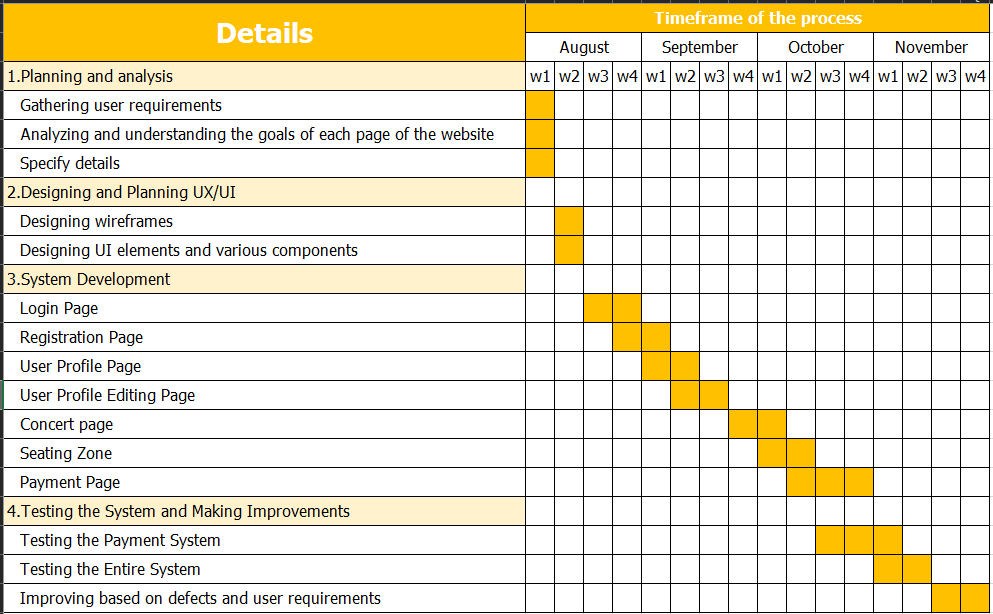 Details
Timeframe of the process
August September October November
1.Planning and analysis w1 w2 w3 w4 w1 w2 w3 w4 w1 w2 w3 w4 w1 w2 w3 w4
Gathering user requirements
Analyzing and understanding the goals of each page of the website
Specify details
2.Designing and Planning UX/UI
Designing wireframes
Designing UI elements and various components
3.System Development
Login Page
Registration Page
User Profile Page
User Profile Editing Page
Concert page
Seating Zone
Payment Page
4.Testing the System and Making Improvements
Testing the Payment System
Testing the Entire System
Improving based on defects and user requirements